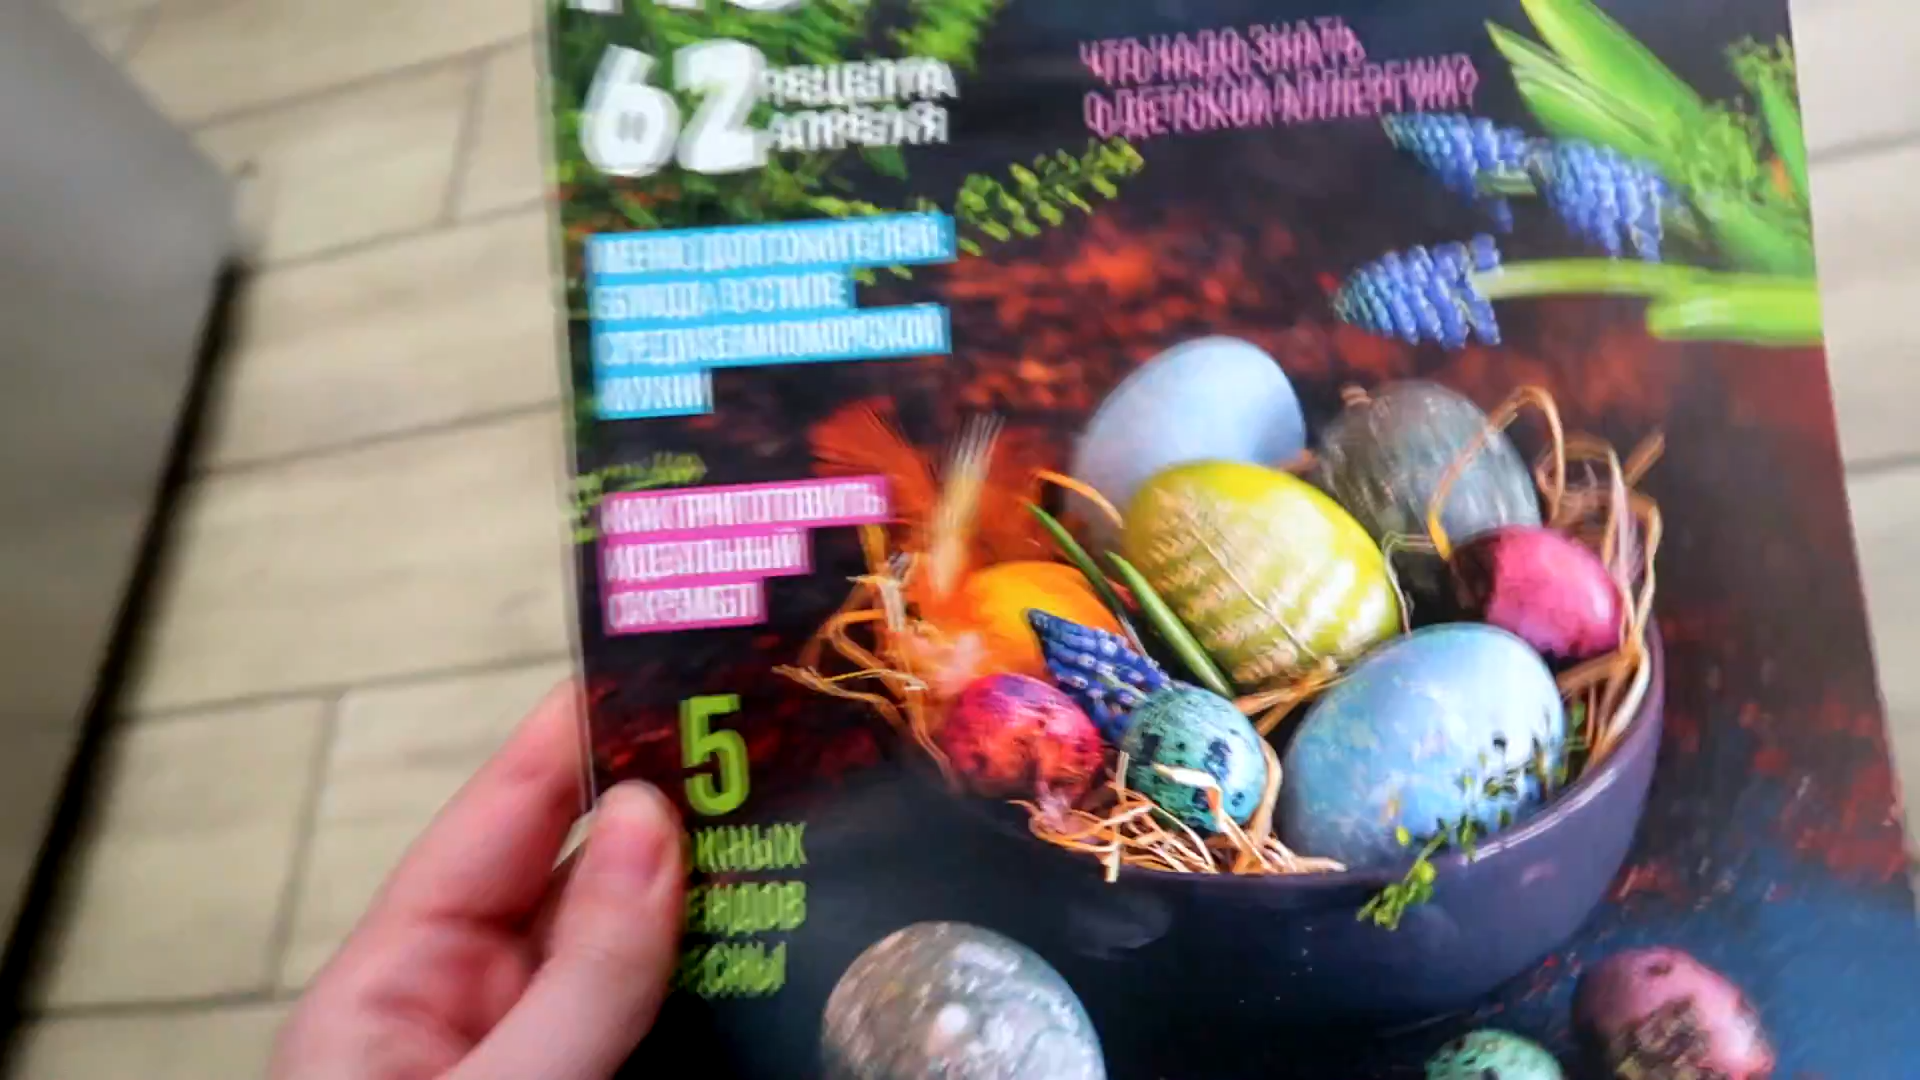 62 РЕЦЕПТА
АПРЕЛЯ
ЧТО НАДО ЗНАТЬ
О ДЕТСКОЙ АЛЛЕРГИИ?
МЕНЮ ДОЛГОЖИТЕЛЕЙ:
БЛЮДА В СТИЛЕ
СРЕДИЗЕМНОМОРСКОЙ
КУХНИ
КАК ПРИГОТОВИТЬ
ИДЕАЛЬНЫЙ
5